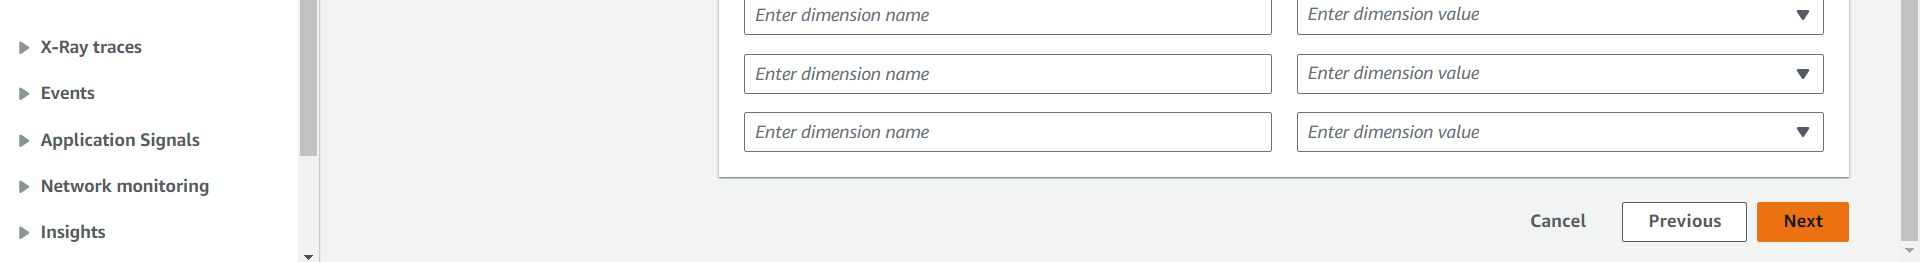 X-Ray traces
Events
Application Signals
Network monitoring
Insights
Enter dimension name Enter dimension value
Enter dimension name Enter dimension value
Enter dimension name Enter dimension value
Cancel Previous Next